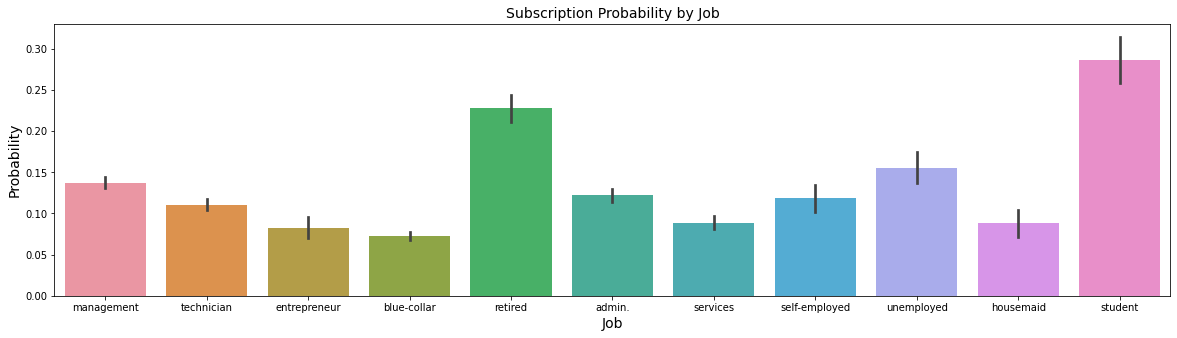 Subscription Probability by Job
Probability
0.30
0.25
0.20
0.15
0.10
0.05
0.00
management technician entrepreneur blue-collar retired admin. services self-employed unemployed housemaid student
Job